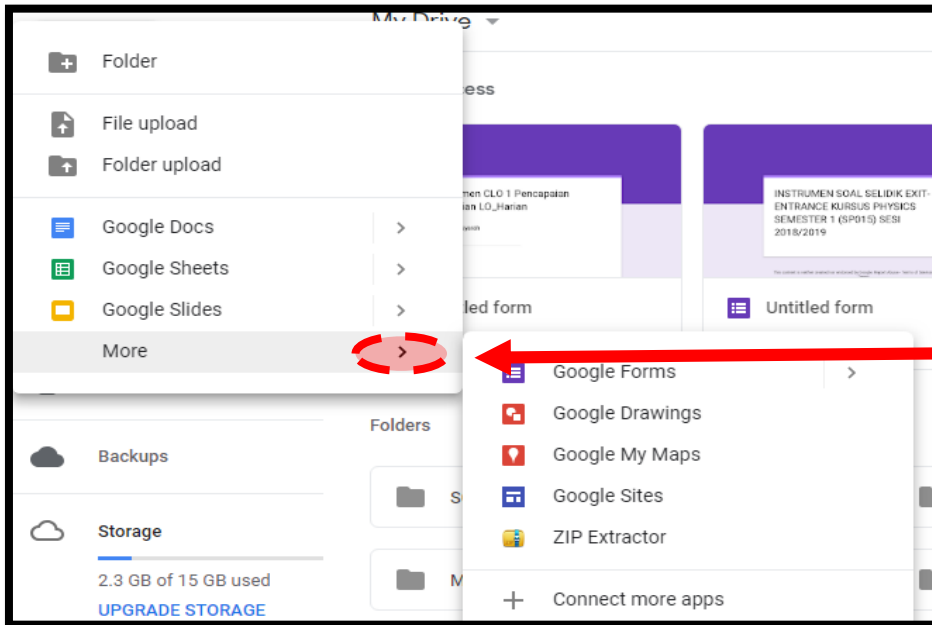 My Drive
Folder
File upload
Folder upload
Google Docs
Google Sheets
Google Slides
More
Backups
Storage
2.3 GB of 15 GB used
UPGRADE STORAGE
ess
men CLO 1 Pencapaian
ian LO_Harian
INSTRUMEN SOAL SELIDIK EXIT-
ENTRANCE KURSUS PHYSICS
SEMESTER 1 (SP015) SESI
2018/2019
led form
Untitled form
Folders
S
M
Google Forms
Google Drawings
Google My Maps
Google Sites
ZIP Extractor
Connect more apps